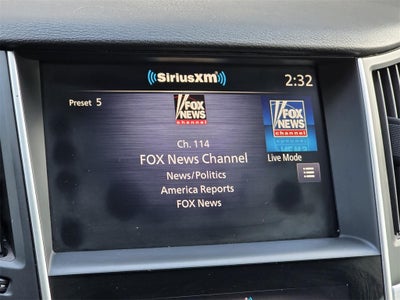 SiriusXM
2:32
Preset 5
FOX
NEWS
channel
FOX
NEWS
channel
Ch. 114
FOX News Channel
Live Mode
News/Politics
America Reports
FOX News